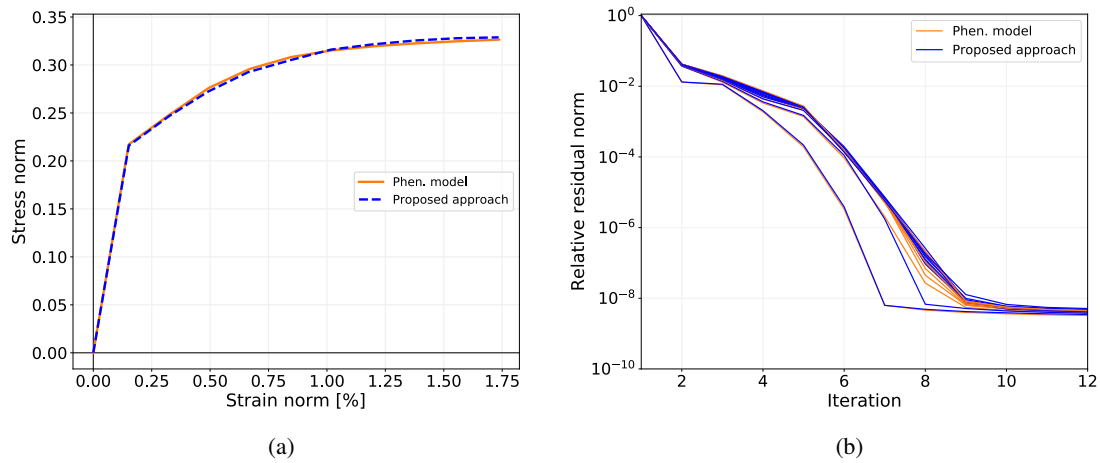 0.35
0.30
0.25
0.20
0.15
0.10
0.05
0.00
Stress norm
Phen. model
Proposed approach
0.00 0.25 0.50 0.75 1.00 1.25 1.50 1.75
Strain norm [%]
(a)
10^0
10^−2
10^−4
10^−6
10^−8
10^−10
Relative residual norm
Phen. model
Proposed approach
2 4 6 8 10 12
Iteration
(b)